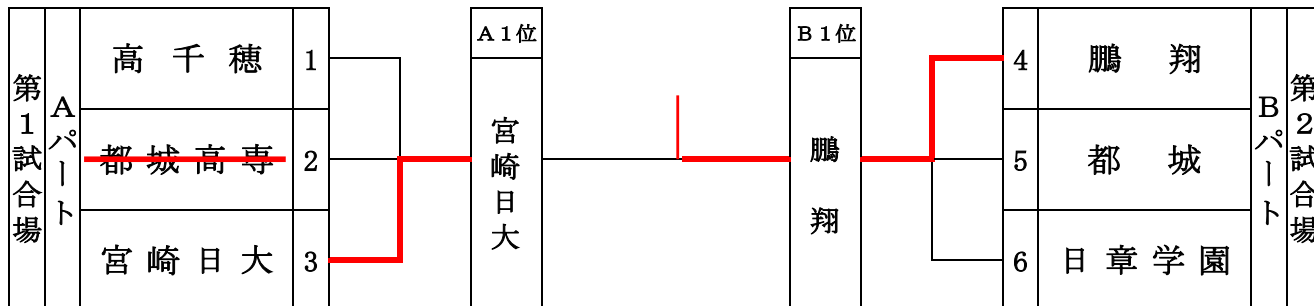 第1試合場
Aパート
高千穂 1
都城高専 2
宮崎日大 3
A1位
宮崎日大
B1位
鵬翔
4 鵬翔
5 都城
6 日章学園
Bパート
第2試合場